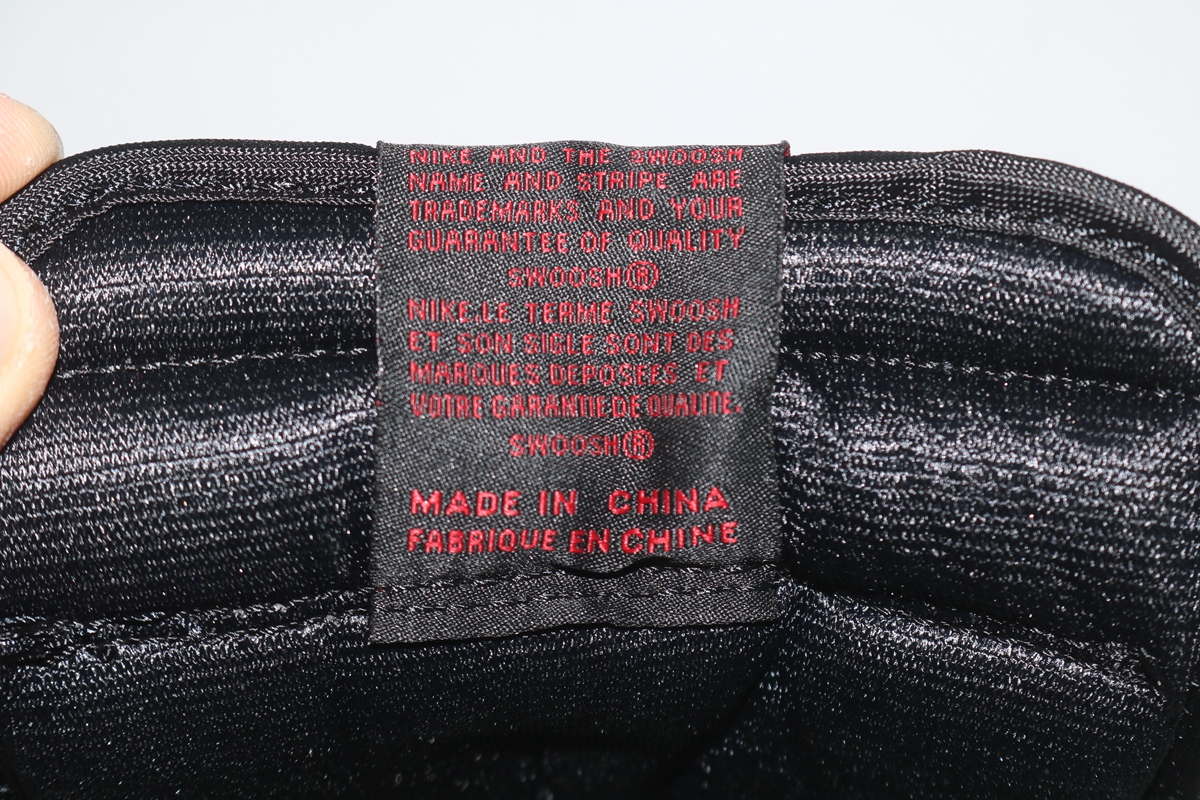 NIKE AND THE SWOOSH
NAME AND STRIPE ARE
TRADEMARKS AND YOUR
GUARANTEE OF QUALITY
SWOOSH®
NIKE.LE TERME SWOOSH
ET SON SIGLE SONT DES
MARQUES DEPOSEES ET
VOTRE GARANTIE DE QUALITE.
SWOOSH®
MADE IN CHINA
FABRIQUE EN CHINE